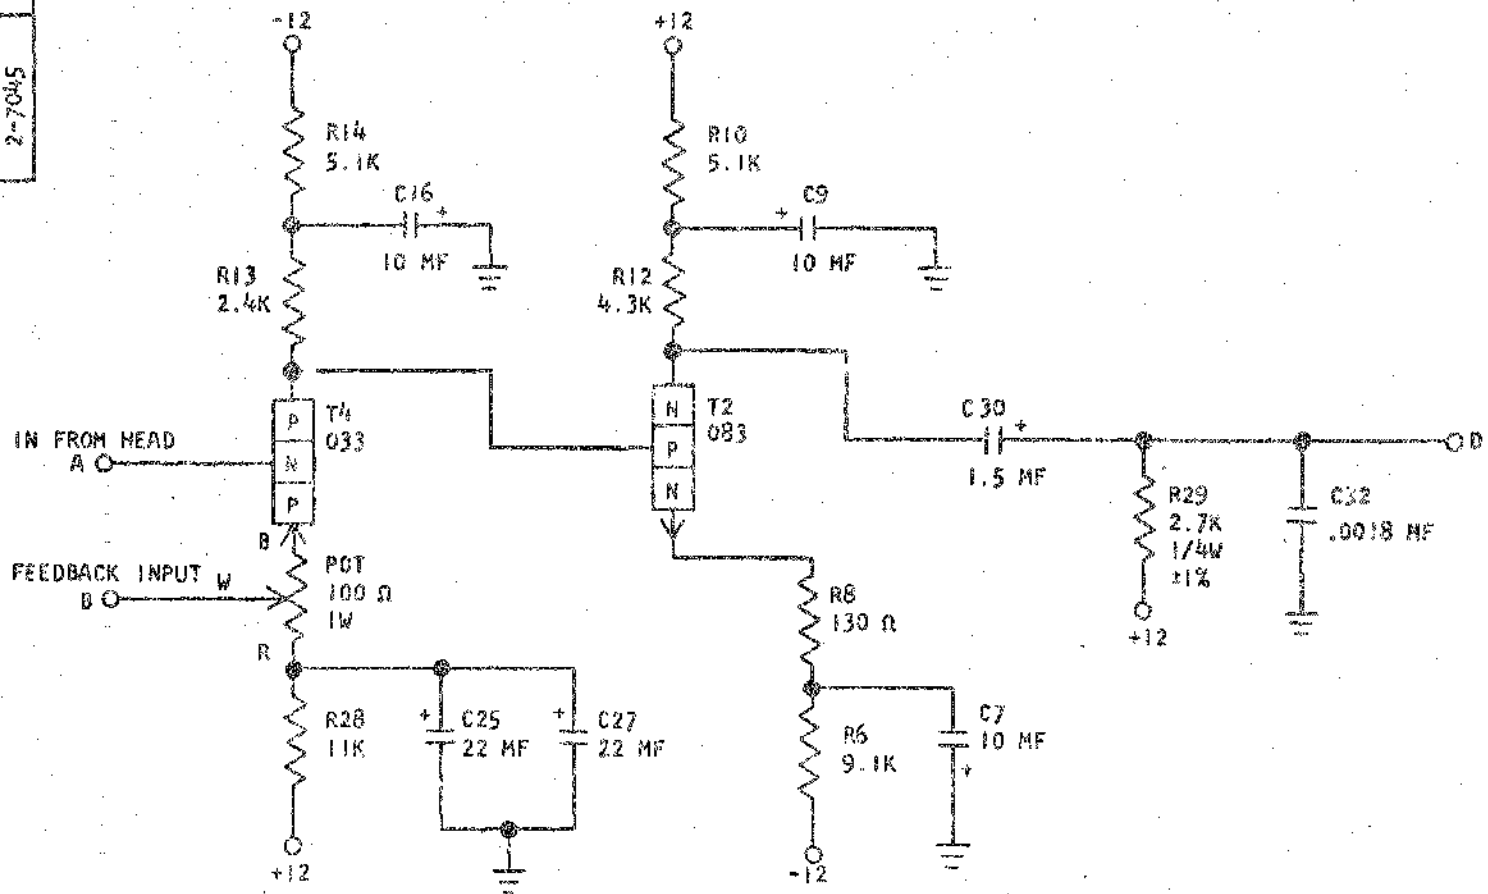 2-7045
-12
+12
R14
5.1K
R10
5.1K
C16
+
10 MF
C9
+
10 MF
R13
2.4K
R12
4.3K
P
N
P
T4
033
N
P
N
T2
083
IN FROM HEAD
A
C30
+
1.5 MF
D
R29
2.7K
1/4W
±1%
+12
C32
.0018 MF
B
FEEDBACK INPUT W
B
POT
100 Ω
1W
R
R8
130 Ω
R28
11K
+12
+
C25
22 MF
+
C27
22 MF
R6
9.1K
-12
C7
10 MF
+